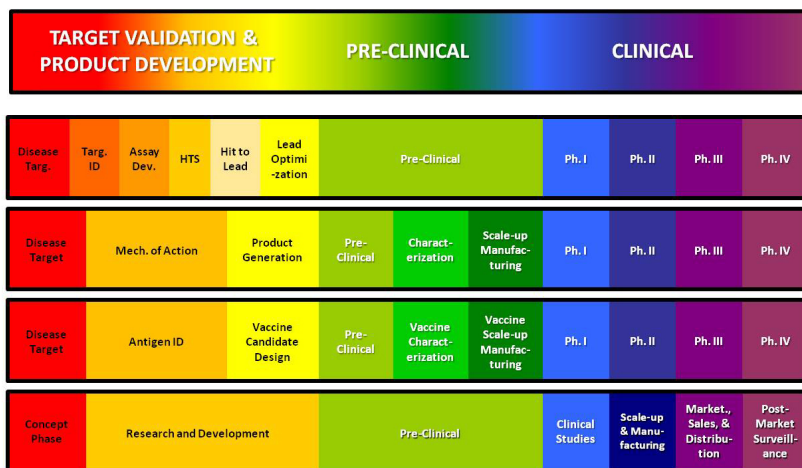 TARGET VALIDATION &
PRODUCT DEVELOPMENT
PRE-CLINICAL
CLINICAL
Disease
Targ.
Targ.
ID
Assay
Dev.
HTS
Hit to
Lead
Lead
Optimi
-zation
Pre-Clinical
Ph. I
Ph. II
Ph. III
Ph. IV
Disease
Target
Mech. of Action
Product
Generation
Pre-
Clinical
Charact-
erization
Scale-up
Manufac-
turing
Ph. I
Ph. II
Ph. III
Ph. IV
Disease
Target
Antigen ID
Vaccine
Candidate
Design
Pre-
Clinical
Vaccine
Charact-
erization
Vaccine
Scale-up
Manufac-
turing
Ph. I
Ph. II
Ph. III
Ph. IV
Concept
Phase
Research and Development
Pre-Clinical
Clinical
Studies
Scale-up
& Manu-
facturing
Market.,
Sales, &
Distribu-
tion
Post-
Market
Surveill-
ance